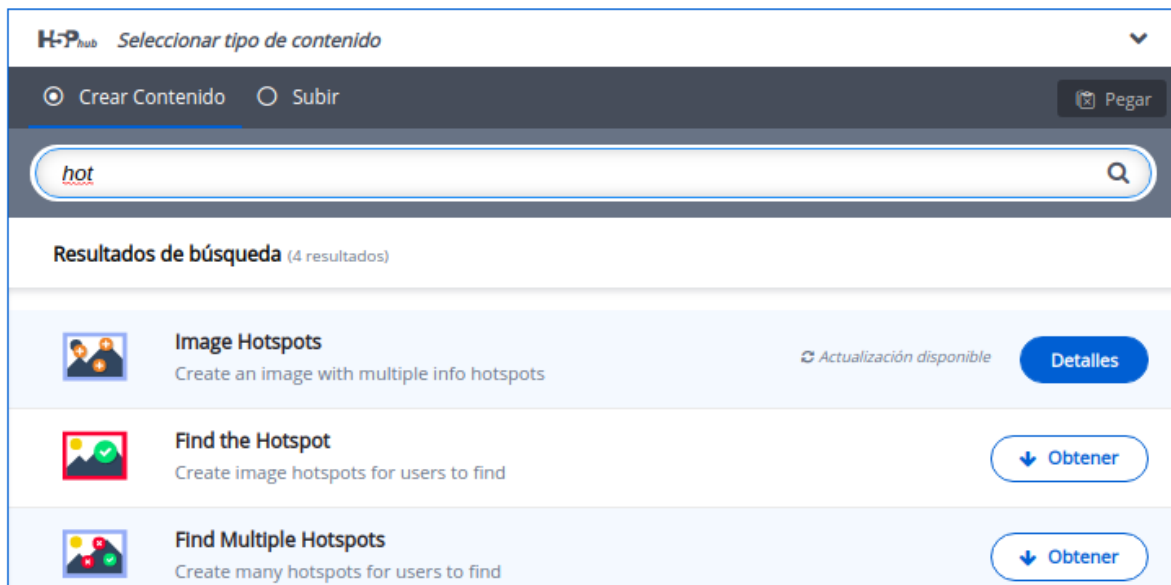 H5P hub Seleccionar tipo de contenido
Crear Contenido Subir Pegar
hot
Resultados de búsqueda (4 resultados)
Image Hotspots
Create an image with multiple info hotspots
Actualización disponible Detalles
Find the Hotspot
Create image hotspots for users to find
Obtener
Find Multiple Hotspots
Create many hotspots for users to find
Obtener